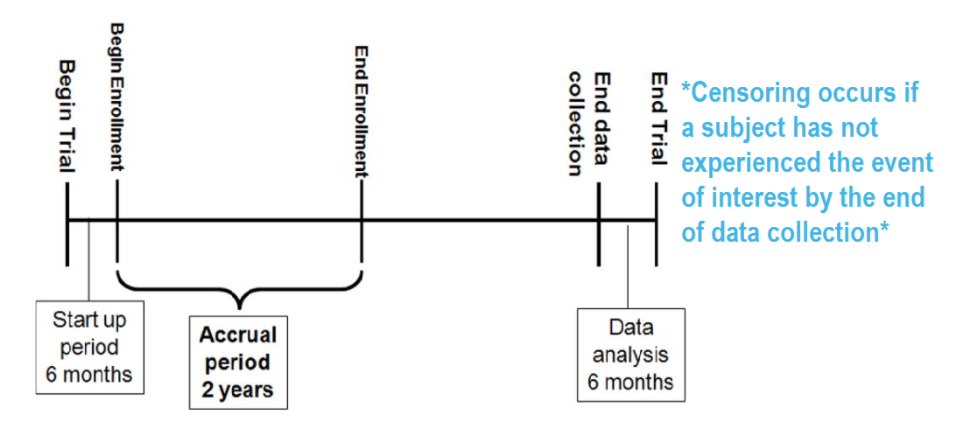 Begin Trial
Begin Enrollment
End Enrollment
End data
collection
End Trial
*Censoring occurs if
a subject has not
experienced the event
of interest by the end
of data collection*
Start up
period
6 months
Accrual
period
2 years
Data
analysis
6 months